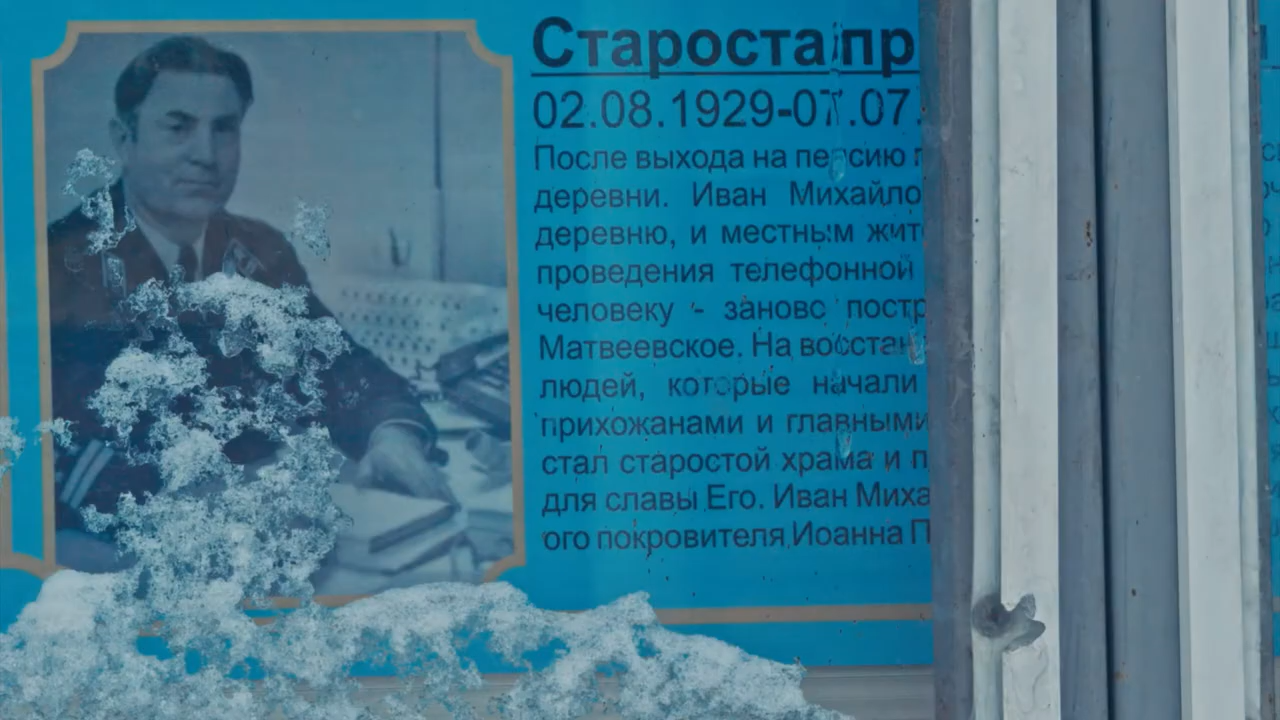 Староста пр
02.08.1929-07.07.
После выхода на пенсию п
деревни. Иван Михайло
деревню, и местным жит
проведения телефонной
человеку - заново постр
Матвеевское. На восстан
людей, которые начали
прихожанами и главными
стал старостой храма и п
для славы Его. Иван Миха
ого покровителя Иоанна П